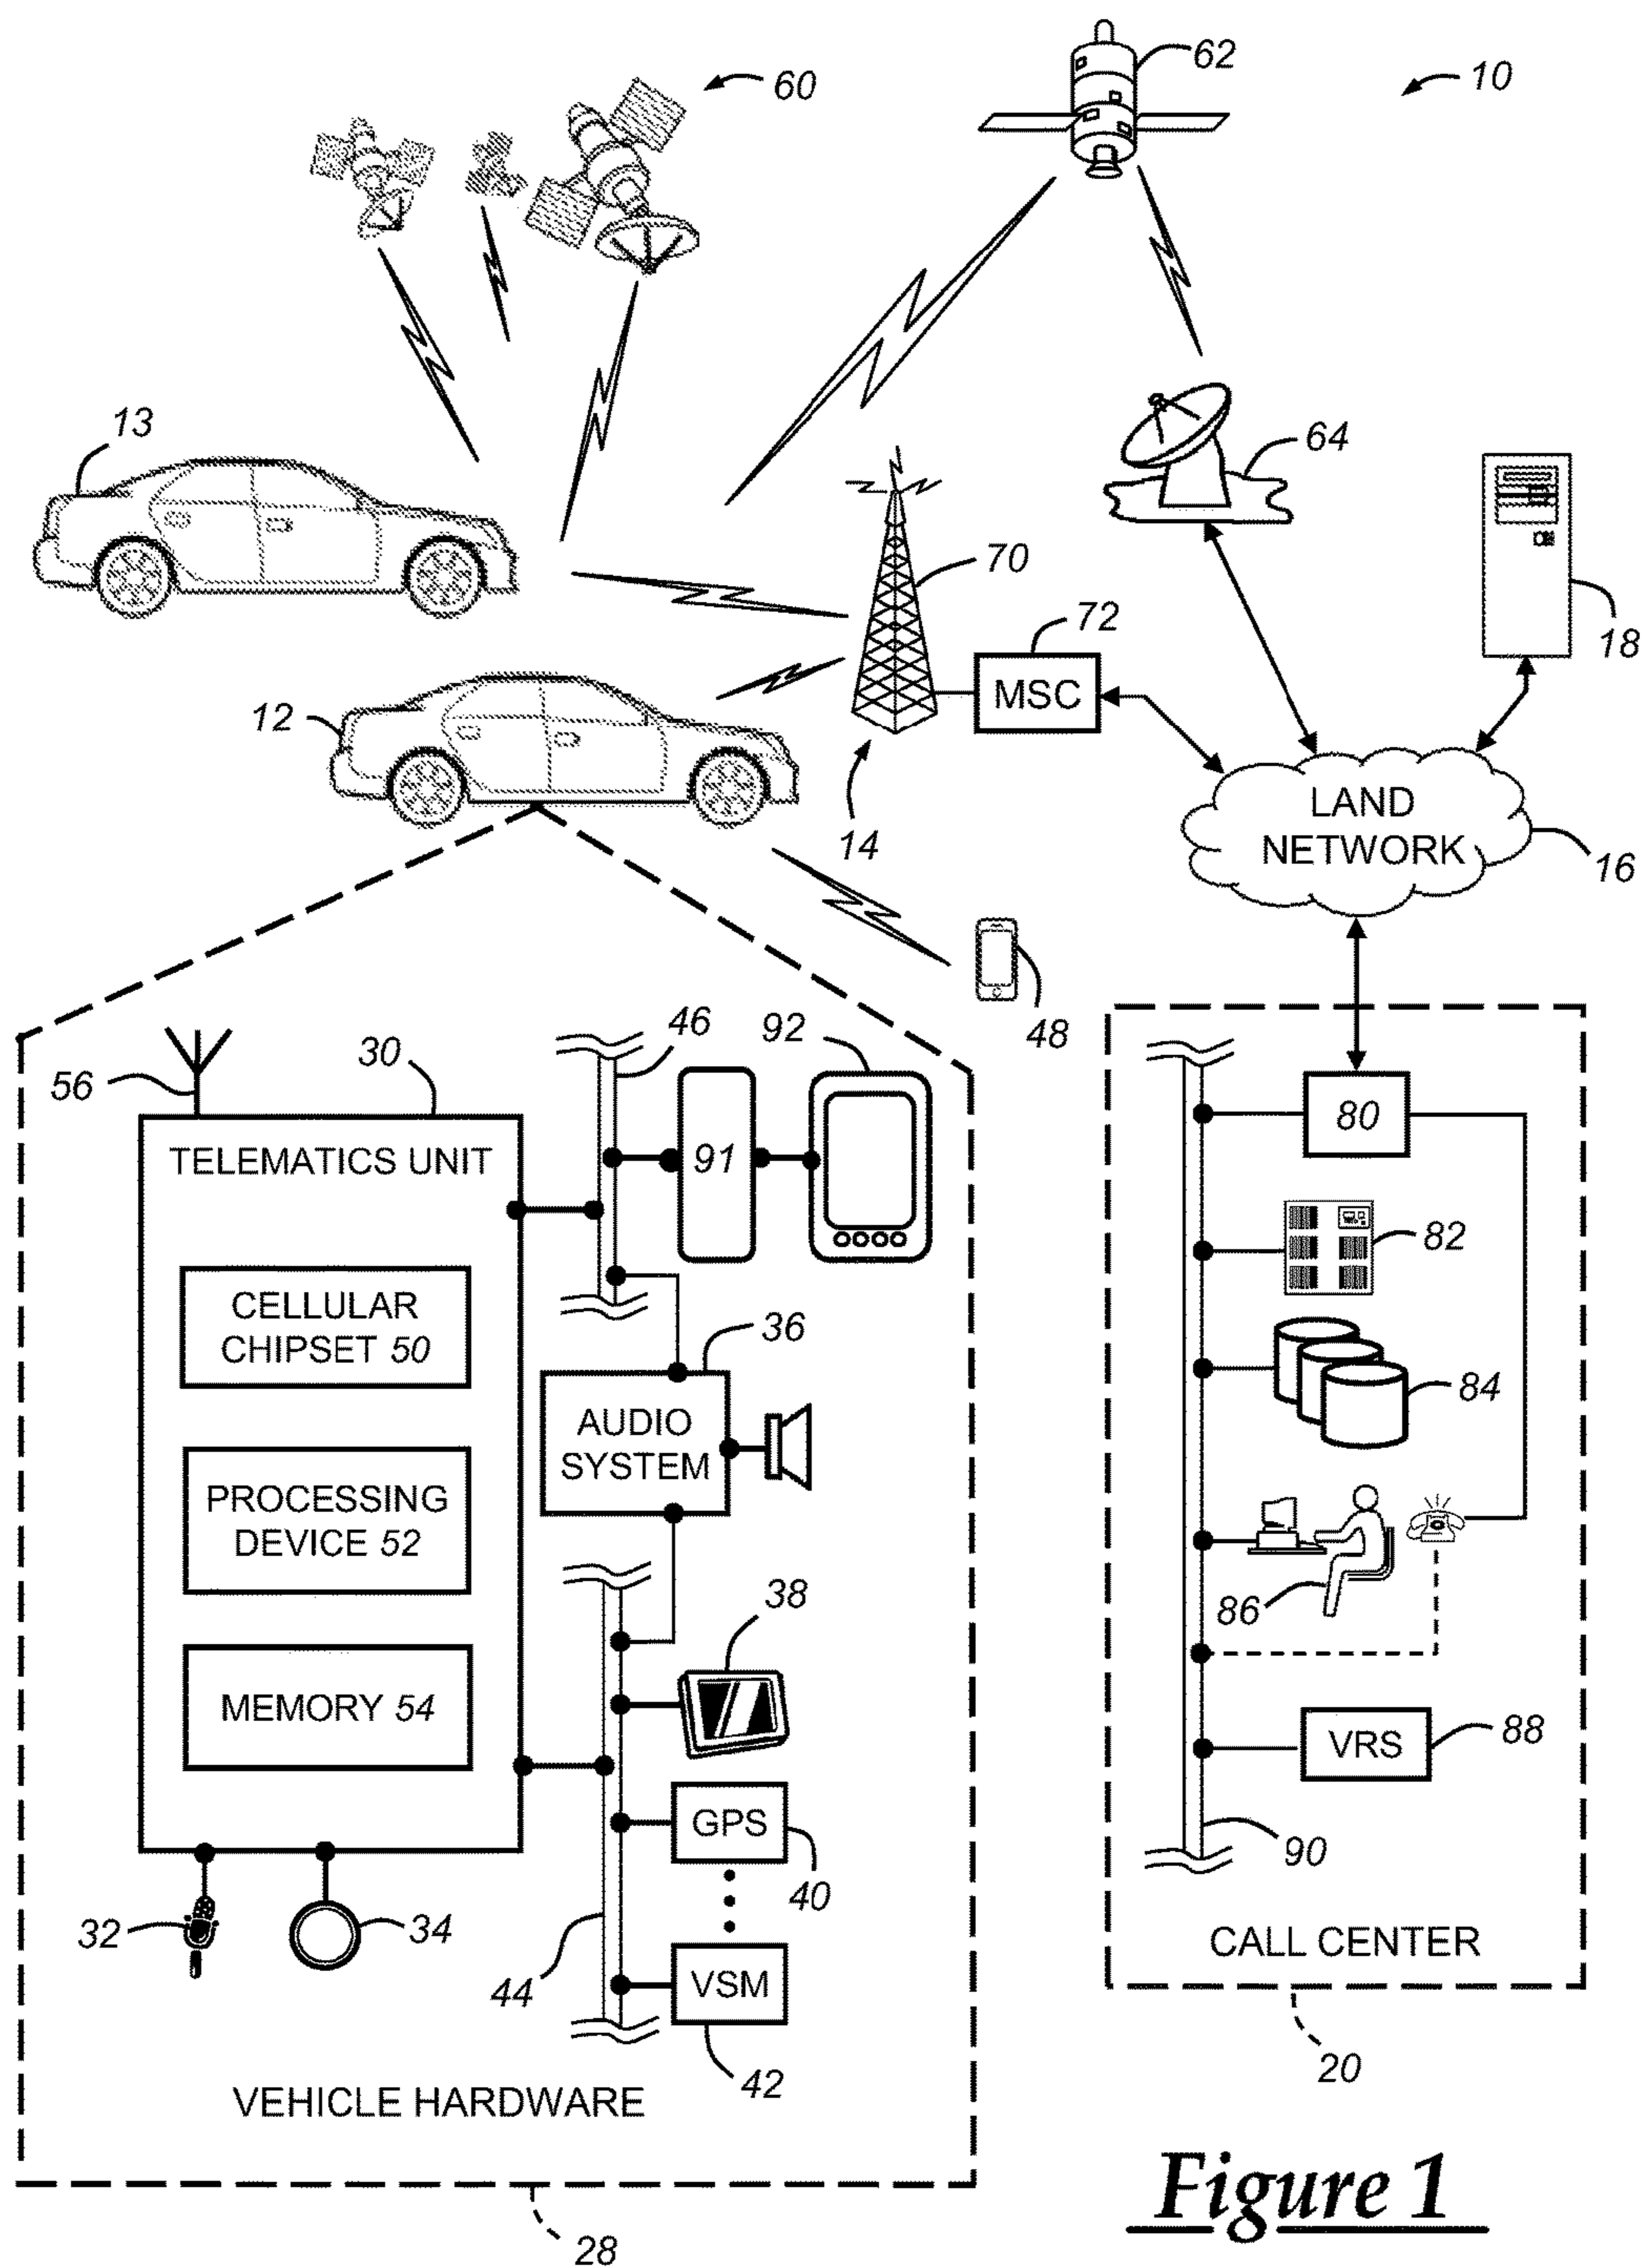 60
62
10
13
64
70
18
72
MSC
12
14
LAND
NETWORK
16
48
46
92
30
56
TELEMATICS UNIT
91
80
CELLULAR
CHIPSET 50
82
36
AUDIO
SYSTEM
84
PROCESSING
DEVICE 52
86
38
MEMORY 54
VRS
88
GPS
40
90
32
34
44
VSM
42
CALL CENTER
20
VEHICLE HARDWARE
28
Figure 1